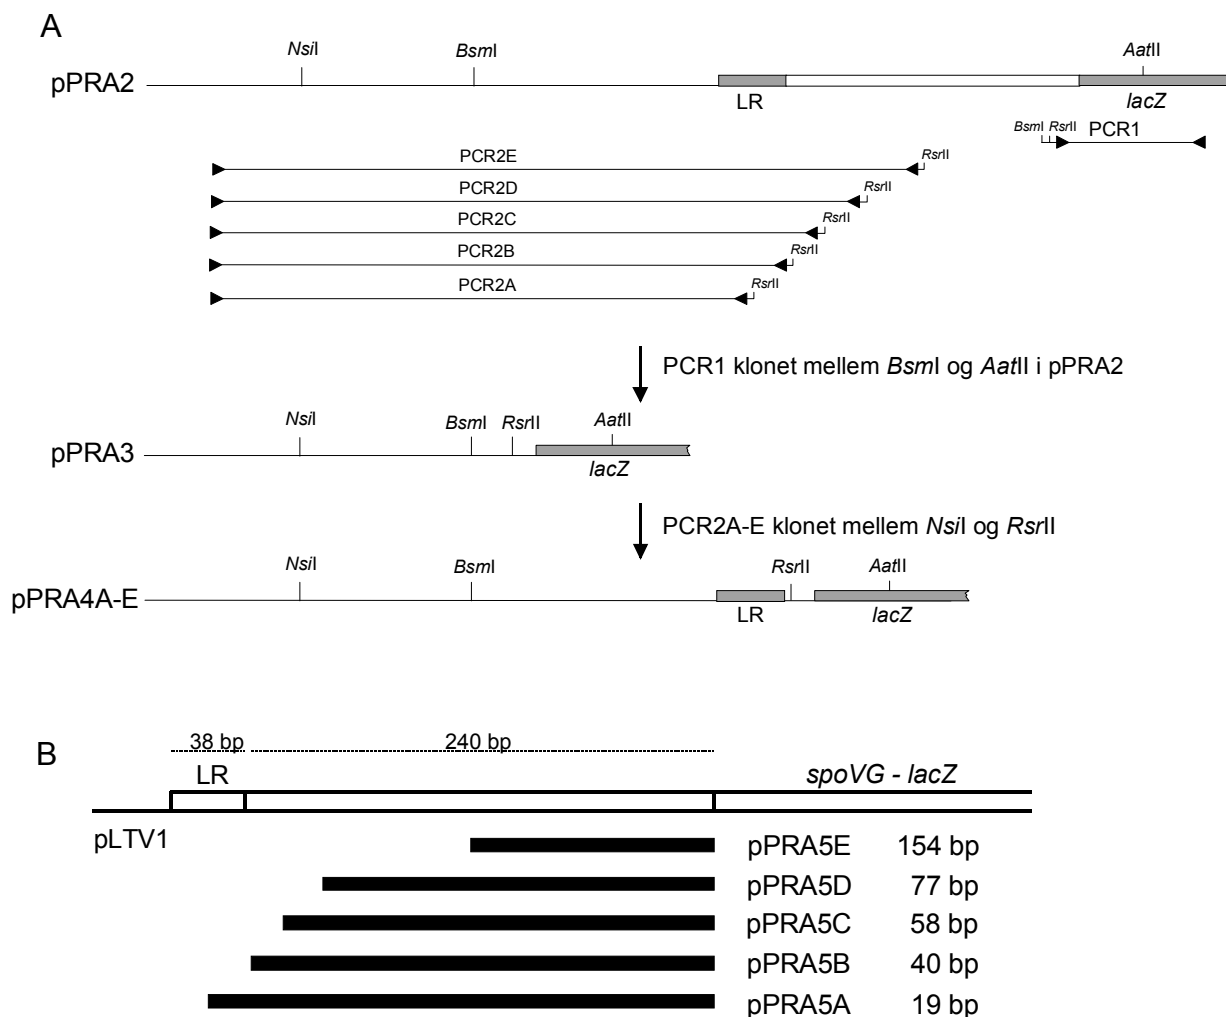 A
NsiI BsmI AatII
pPRA2
LR lacZ
BsmI RsrII PCR1
PCR2E RsrII
PCR2D RsrII
PCR2C RsrII
PCR2B RsrII
PCR2A RsrII
PCR1 klonet mellem BsmI og AatII i pPRA2
NsiI BsmI RsrII AatII
pPRA3
lacZ
PCR2A-E klonet mellem NsiI og RsrII
NsiI BsmI RsrII AatII
pPRA4A-E
LR lacZ
B
38 bp 240 bp
LR spoVG - lacZ
pLTV1
pPRA5E 154 bp
pPRA5D 77 bp
pPRA5C 58 bp
pPRA5B 40 bp
pPRA5A 19 bp